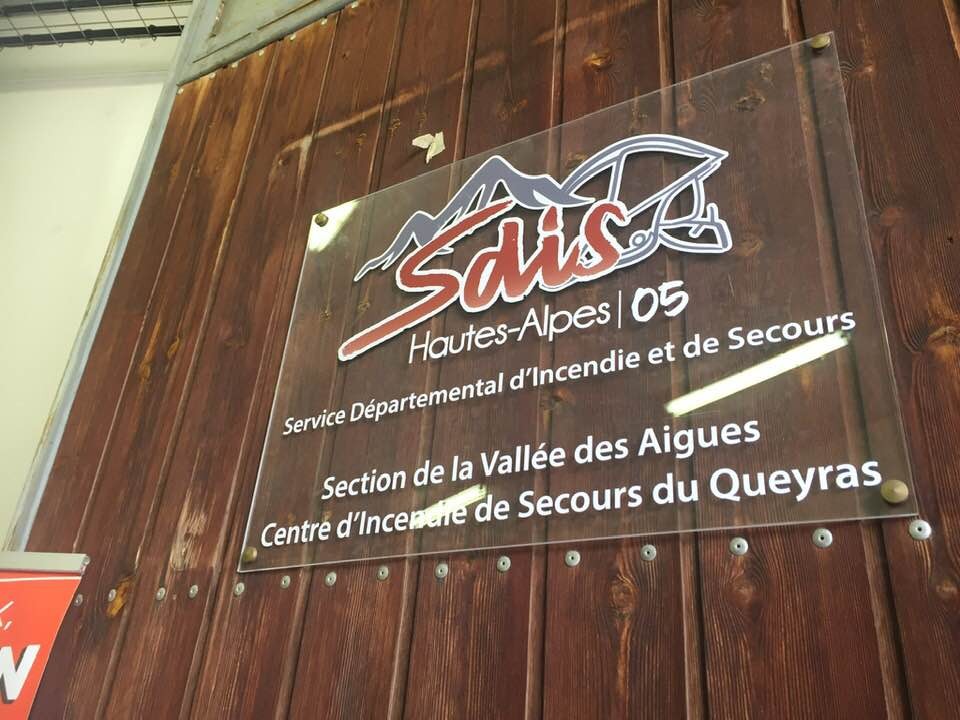 Sdis
Hautes-Alpes | 05
Service Départemental d'Incendie et de Secours
Section de la Vallée des Aigues
Centre d'Incendie de Secours du Queyras